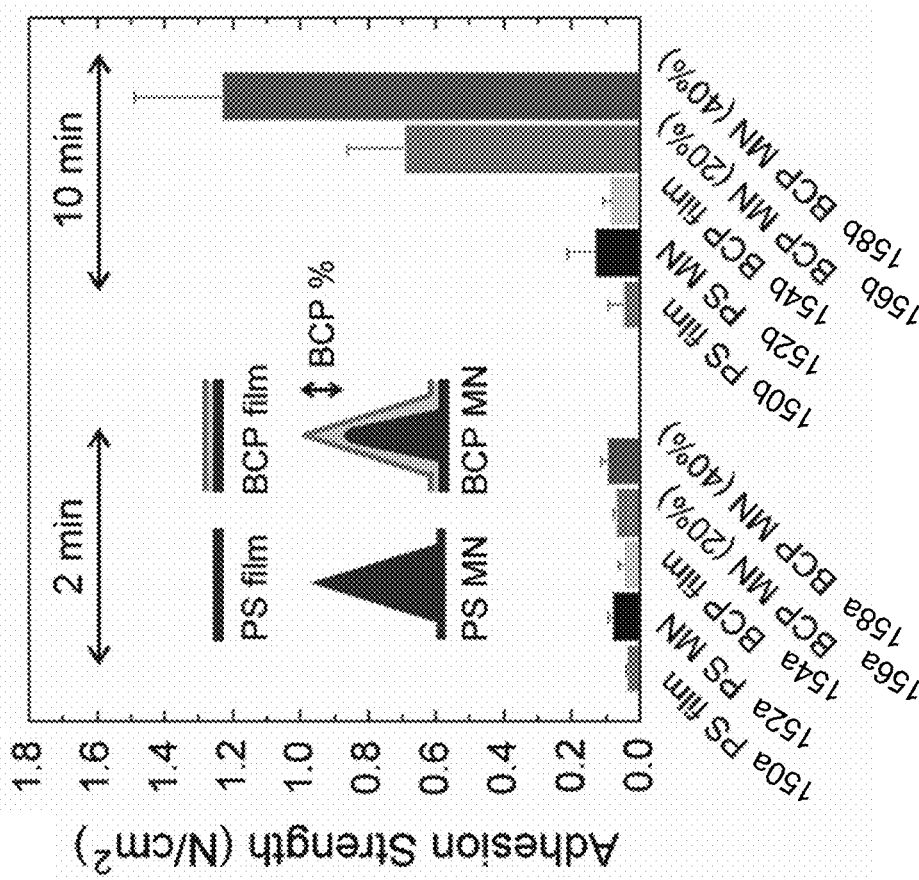 Adhesion Strength (N/cm²)
1.8
1.6
1.4
1.2
1.0
0.8
0.6
0.4
0.2
0.0
2 min
10 min
PS film
BCP film
BCP %
PS MN
BCP MN
150a PS film
152a PS MN
154a BCP film
156a BCP MN (20%)
158a BCP MN (40%)
150b PS film
152b PS MN
154b BCP film
156b BCP MN (20%)
158b BCP MN (40%)